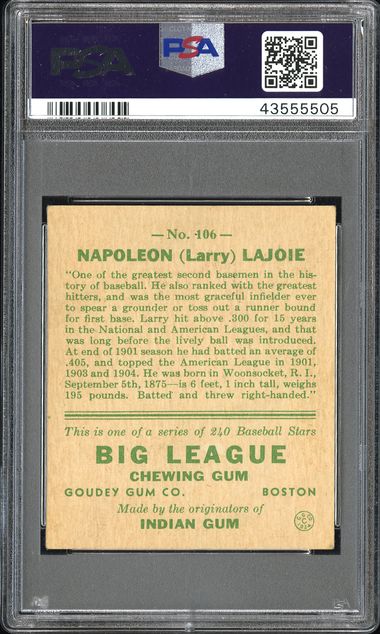 PSA
PSA
43555505
— No. 106 —
NAPOLEON (Larry) LAJOIE
"One of the greatest second basemen in the his-
tory of baseball. He also ranked with the greatest
hitters, and was the most graceful infielder ever
to spear a grounder or toss out a runner bound
for first base. Larry hit above .300 for 15 years
in the National and American Leagues, and that
was long before the lively ball was introduced.
At end of 1901 season he had batted an average of
.405, and topped the American League in 1901,
1903 and 1904. He was born in Woonsocket, R. I.,
September 5th, 1875—is 6 feet, 1 inch tall, weighs
195 pounds. Batted and threw right-handed."
This is one of a series of 240 Baseball Stars
BIG LEAGUE
CHEWING GUM
GOUDEY GUM CO. BOSTON
Made by the originators of
INDIAN GUM